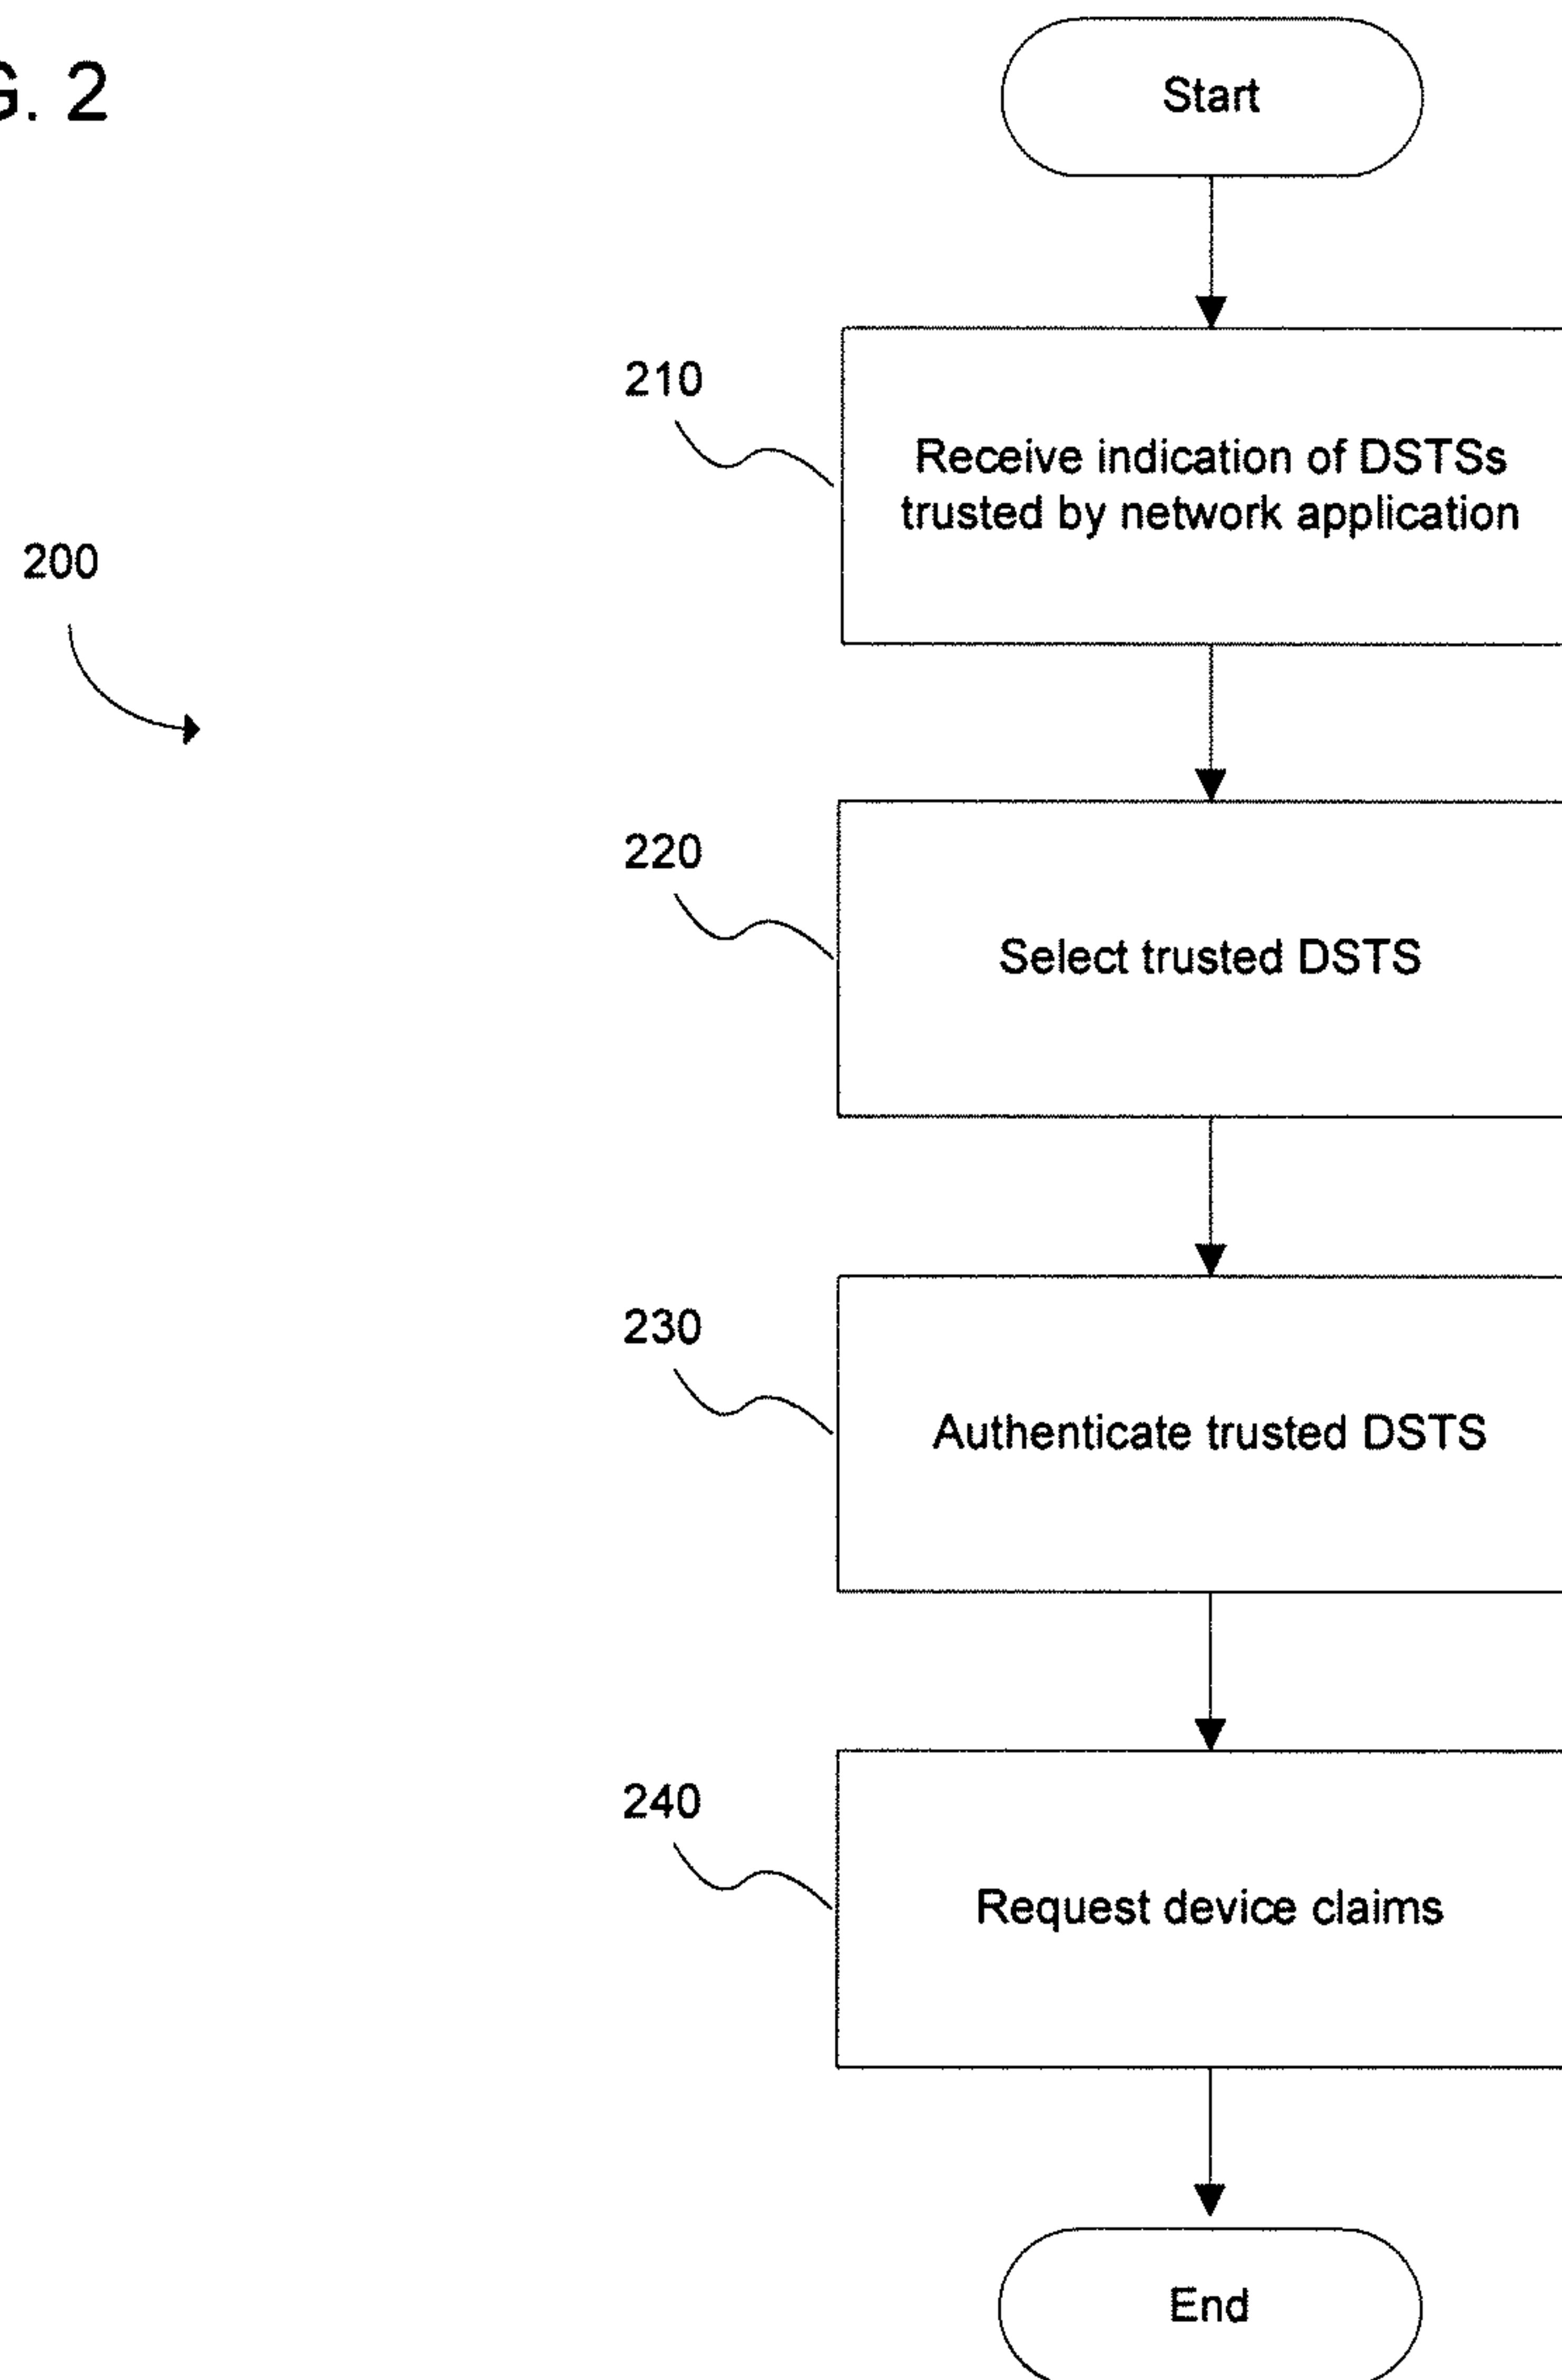 G. 2
Start
210
Receive indication of DSTSs
trusted by network application
200
220
Select trusted DSTS
230
Authenticate trusted DSTS
240
Request device claims
End